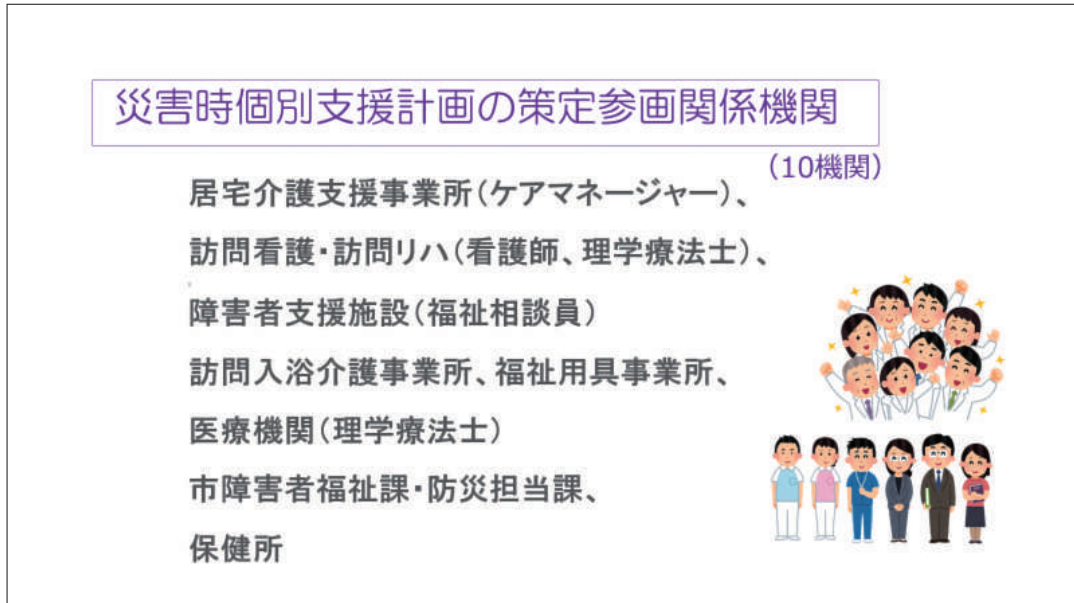 災害時個別支援計画の策定参画関係機関
（10機関）
居宅介護支援事業所（ケアマネージャー）、
訪問看護・訪問リハ（看護師、理学療法士）、
障害者支援施設（福祉相談員）
訪問入浴介護事業所、福祉用具事業所、
医療機関（理学療法士）
市障害者福祉課・防災担当課、
保健所